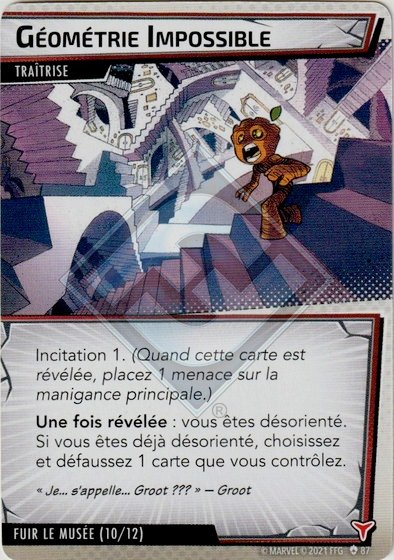 Géométrie Impossible
TRAÎTRISE
Incitation 1. (Quand cette carte est
révélée, placez 1 menace sur la
manigance principale.)
Une fois révélée : vous êtes désorienté.
Si vous êtes déjà désorienté, choisissez
et défaussez 1 carte que vous contrôlez.
« Je... s'appelle... Groot ??? » – Groot
FUIR LE MUSÉE (10/12)
© MARVEL © 2021 FFG 87
®